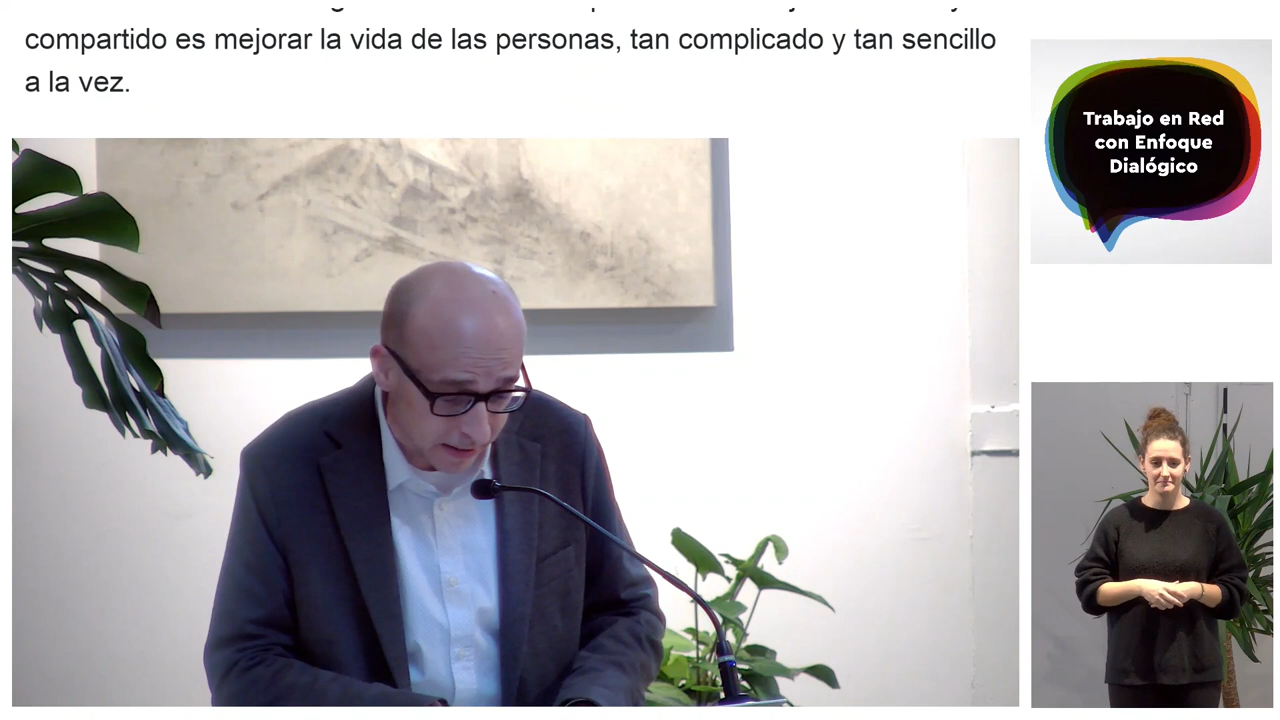 compartido es mejorar la vida de las personas, tan complicado y tan sencillo
a la vez.
Trabajo en Red
con Enfoque
Dialógico